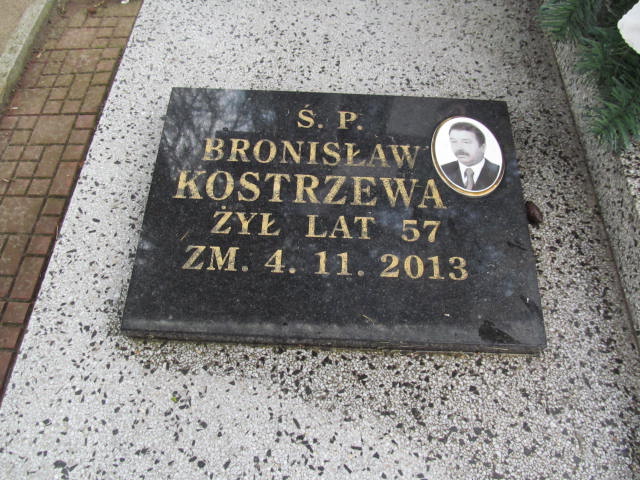 Ś. P.
BRONISŁAW
KOSTRZEWA
ŻYŁ LAT 57
ZM. 4. 11. 2013